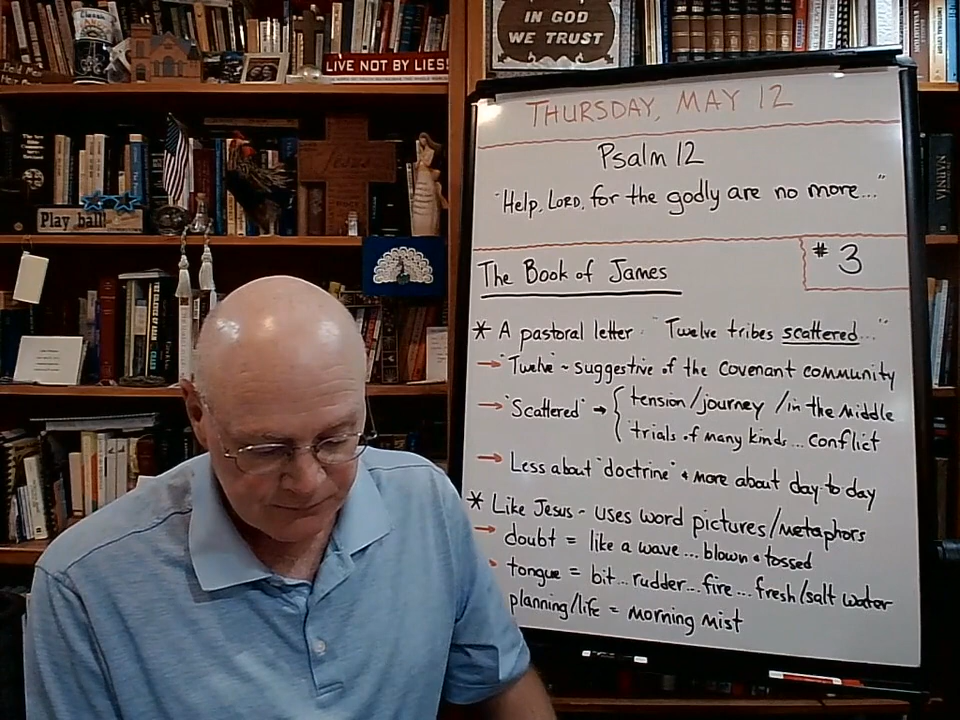 IN GOD
WE TRUST
LIVE NOT BY LIES
Play ball!
Jesus
THURSDAY, MAY 12
Psalm 12
"Help, LORD, for the godly are no more..."
The Book of James
#3
* A pastoral letter "Twelve tribes scattered..."
→ "Twelve" ~ suggestive of the covenant community
→ "Scattered" → { tension/journey /in the middle
trials of many kinds... conflict
→ Less about "doctrine" & more about day-to-day
* Like Jesus - uses word pictures/metaphors
→ doubt = like a wave... blown & tossed
tongue = bit... rudder... fire... fresh/salt water
planning/life = morning mist